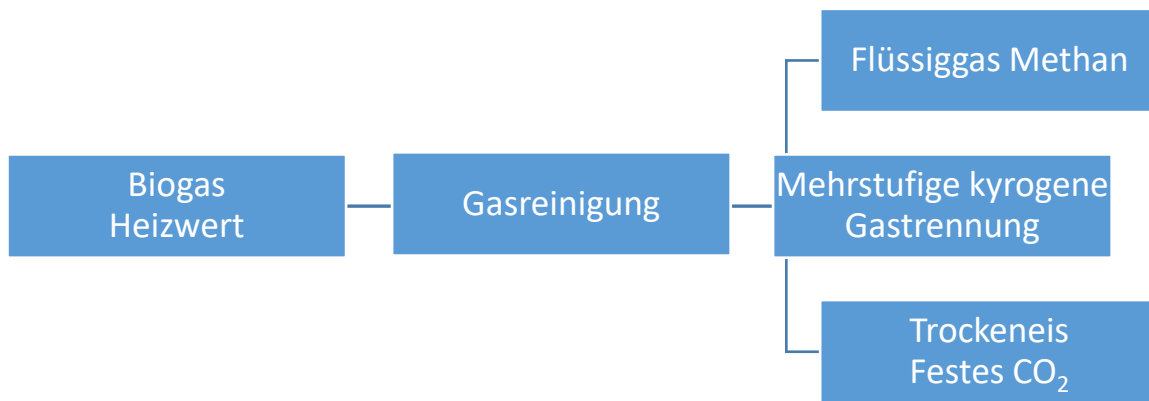 Flüssiggas Methan
Biogas
Heizwert
Gasreinigung
Mehrstufige kyrogene
Gastrennung
Trockeneis
Festes CO₂